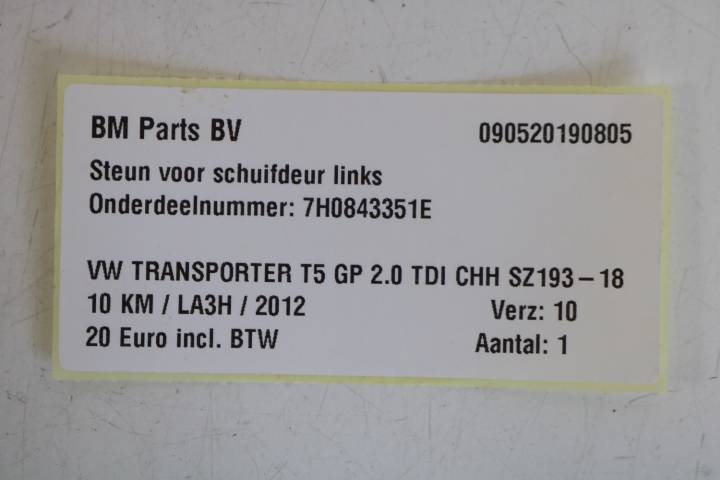 BM Parts BV 090520190805
Steun voor schuifdeur links
Onderdeelnummer: 7H0843351E
VW TRANSPORTER T5 GP 2.0 TDI CHH SZ193-18
10 KM / LA3H / 2012 Verz: 10
20 Euro incl. BTW Aantal: 1